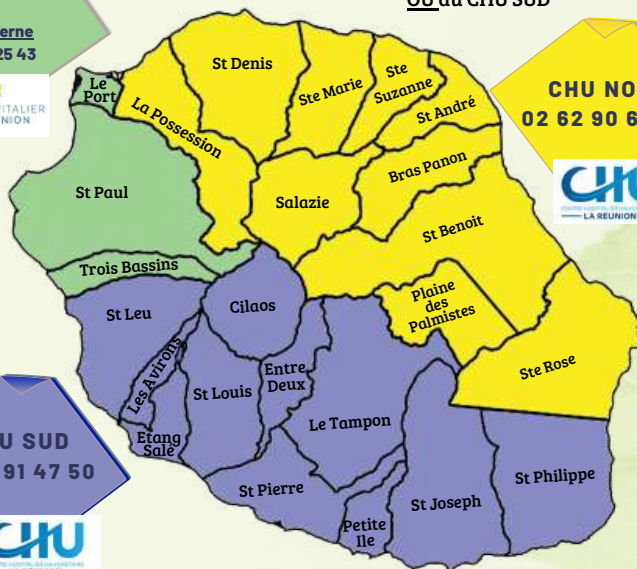 OU du CHU SUD
erne
25 43
PITALIER
NION
Le
Port
La Possession
St Denis
Ste Marie
Ste
Suzanne
St André
CHU NO
02 62 90 6
CHU
LA RÉUNION
St Paul
Salazie
Bras Panon
St Benoit
Trois Bassins
Plaine
des
Palmistes
St Leu
Cilaos
Ste Rose
Les Avirons
St Louis
Entre
Deux
Le Tampon
Etang
Salé
U SUD
91 47 50
St Pierre
Petite
Ile
St Joseph
St Philippe
CHU